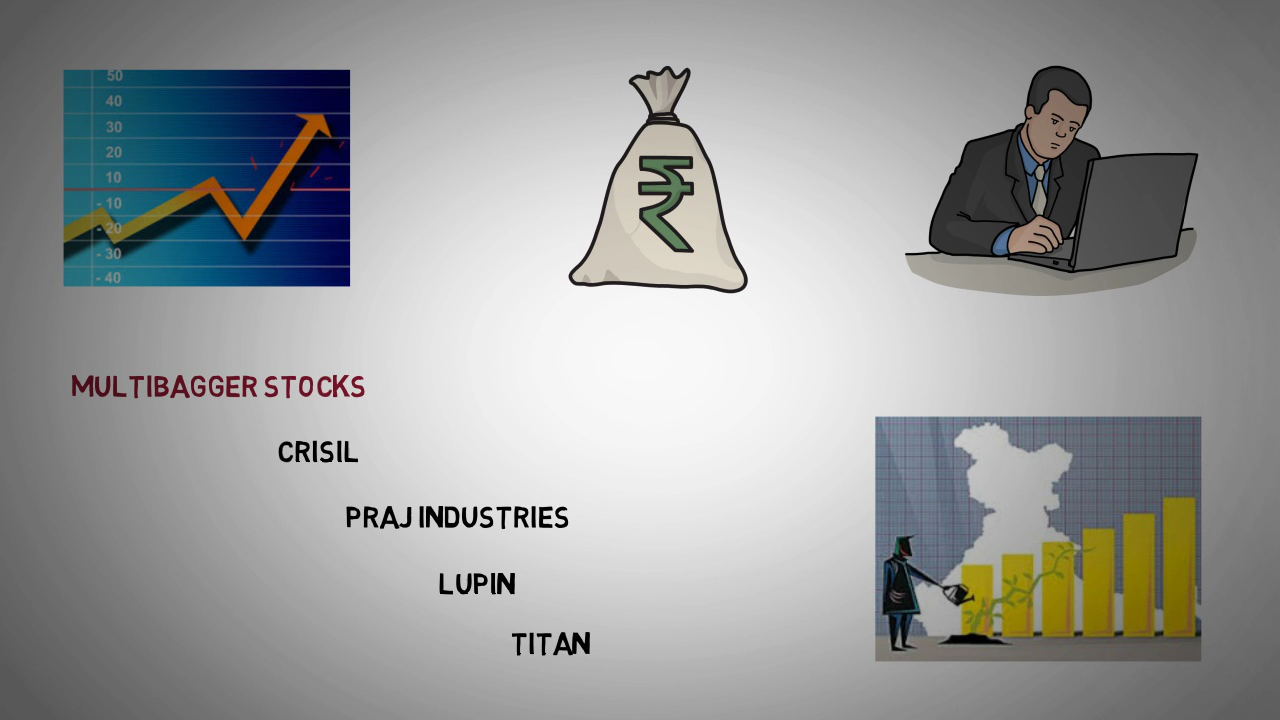 50
40
30
20
10
- 10
- 20
- 30
- 40
₹
MULTIBAGGER STOCKS
CRISIL
PRAJ INDUSTRIES
LUPIN
TITAN